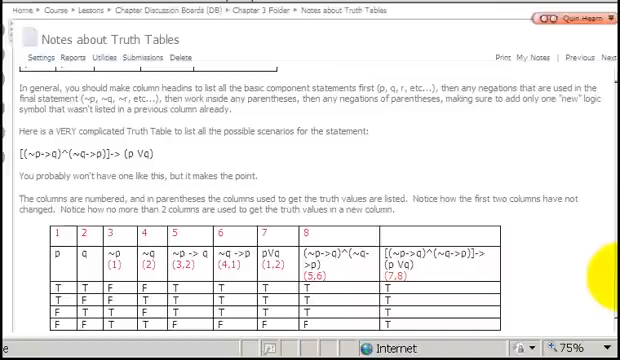 Home > Course > Lessons > Chapter Discussion Boards (DB) > Chapter 3 Folder > Notes about Truth Tables
Quin Hearn
Notes about Truth Tables
Settings Reports Utilities Submissions Delete Print My Notes Previous Next
In general, you should make column headings to list all the basic component statements first (p, q, r, etc...), then any negations that are used in the
final statement (~p, ~q, ~r, etc...), then work inside any parentheses, then any negations of parentheses, making sure to add only one "new" logic
symbol that wasn't listed in a previous column already.
Here is a VERY complicated Truth Table to list all the possible scenarios for the statement:
[(~p->q)^(~q->p)]-> (p Vq)
You probably won't have one like this, but it makes the point.
The columns are numbered, and in parentheses the columns used to get the truth values are listed. Notice how the first two columns have not
changed. Notice how no more than 2 columns are used to get the truth values in a new column.
1 2 3 4 5 6 7 8
p q ~p ~q ~p -> q ~q ->p pVq (~p->q)^(~q- [(~p->q)^(~q->p)]->
(1) (2) (3,2) (4,1) (1,2) >p) (p Vq)
(5,6) (7,8)
T T F F T T T T T
T F F T T T T T T
F T T F T T T T T
F F T T F F F F T
e Internet 75%